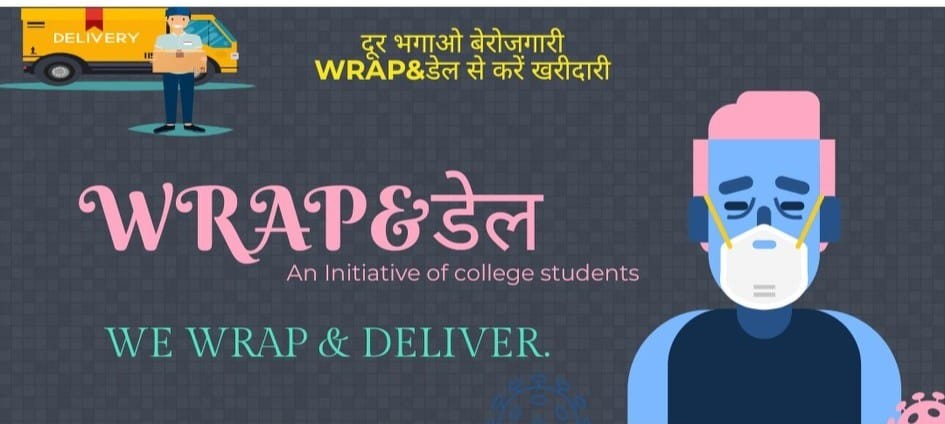 DELIVERY
दूर भगाओ बेरोजगारी
WRAP&डेल से करें खरीदारी
WRAP&डेल
An Initiative of college students
WE WRAP & DELIVER.